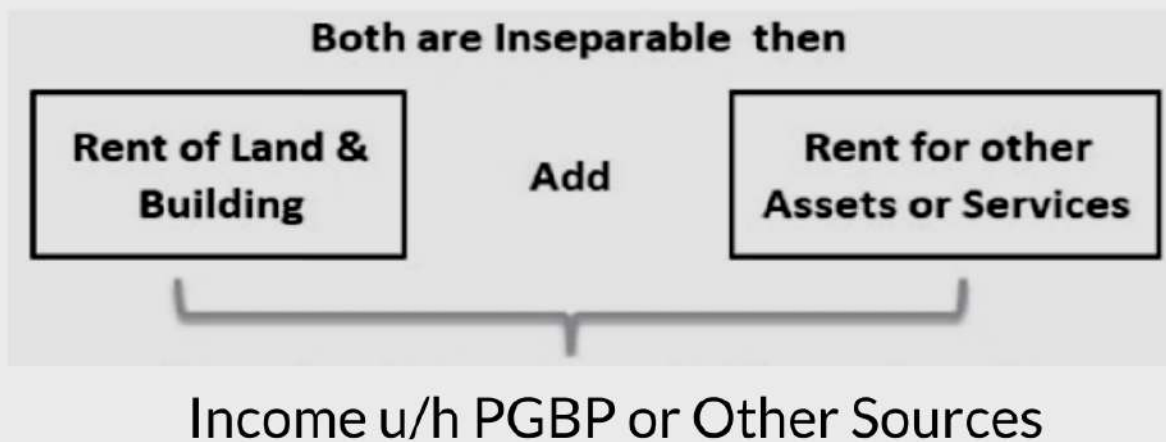 Both are Inseparable then
Rent of Land &
Building
Add
Rent for other
Assets or Services
Income u/h PGBP or Other Sources